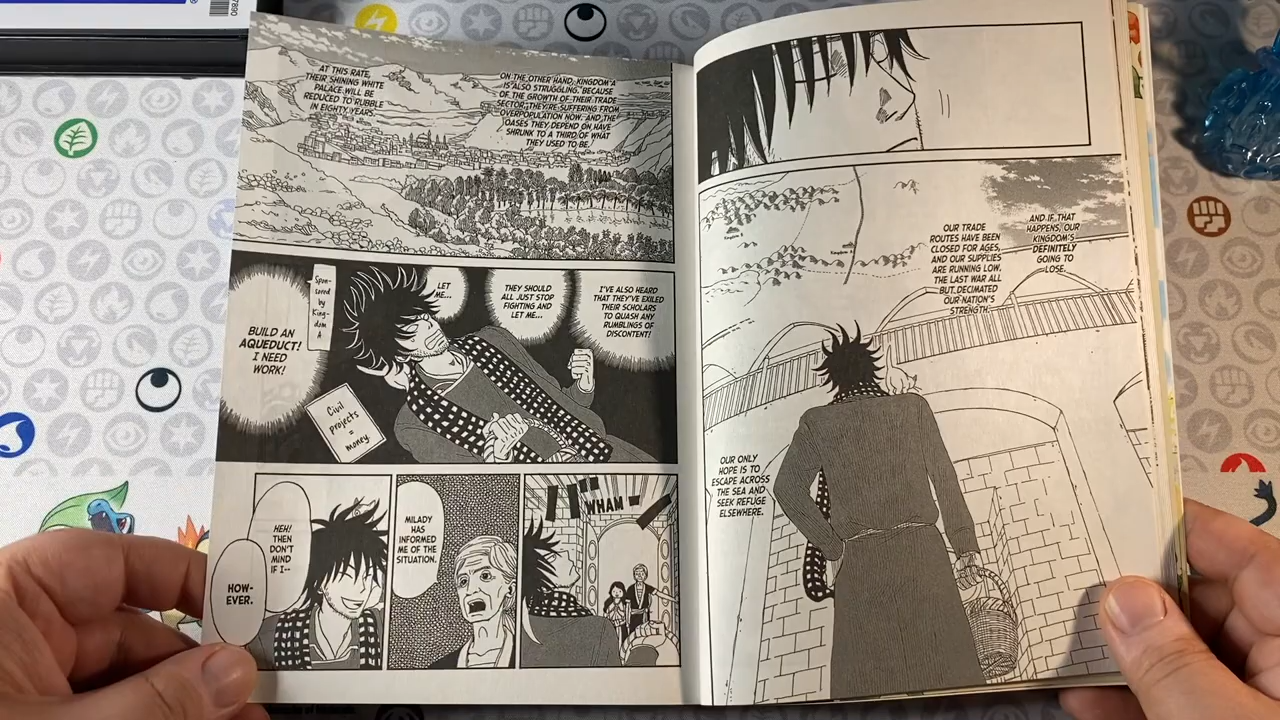 AND IF THAT
HAPPENS, OUR
KINGDOM'S
DEFINITELY
GOING TO
LOSE.
OUR TRADE
ROUTES HAVE BEEN
CLOSED FOR AGES,
AND OUR SUPPLIES
ARE RUNNING LOW.
THE LAST WAR ALL
BUT DECIMATED
OUR NATION'S
STRENGTH.
OUR ONLY
HOPE IS TO
ESCAPE ACROSS
THE SEA AND
SEEK REFUGE
ELSEWHERE.
ON THE OTHER HAND, KINGDOM A
IS ALSO STRUGGLING. BECAUSE
OF THE GROWTH OF THEIR TRADE
SECTOR, THEY'RE SUFFERING FROM
OVERPOPULATION NOW. AND THE
OASES THEY DEPEND ON HAVE
SHRUNK TO A THIRD OF WHAT
THEY USED TO BE.
AT THIS RATE,
THEIR SHINING WHITE
PALACE WILL BE
REDUCED TO RUBBLE
IN EIGHTY YEARS.
I'VE ALSO HEARD
THAT THEY'VE EXILED
THEIR SCHOLARS
TO QUASH ANY
RUMBLINGS OF
DISCONTENT!
THEY SHOULD
ALL JUST STOP
FIGHTING AND
LET ME...
LET
ME...
Spon-
sored
by
King-
dom
A
BUILD AN
AQUEDUCT!
I NEED
WORK!
Civil
projects
=
money.
WHAM
MILADY
HAS
INFORMED
ME OF THE
SITUATION.
HEH!
THEN
DON'T
MIND
IF I--
HOW-
EVER.